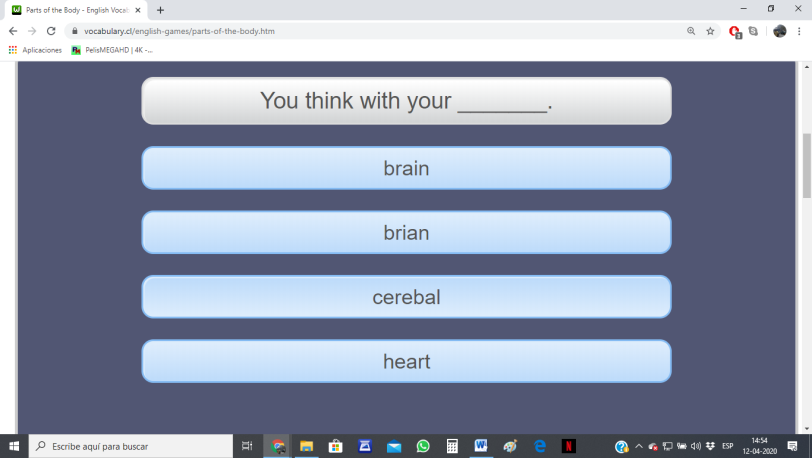 Parts of the Body - English Vocab
vocabulary.cl/english-games/parts-of-the-body.htm
Aplicaciones
PelisMEGAHD | 4K -...
You think with your _______.
brain
brian
cerebal
heart
Escribe aquí para buscar
ESP
14:54
12-04-2020